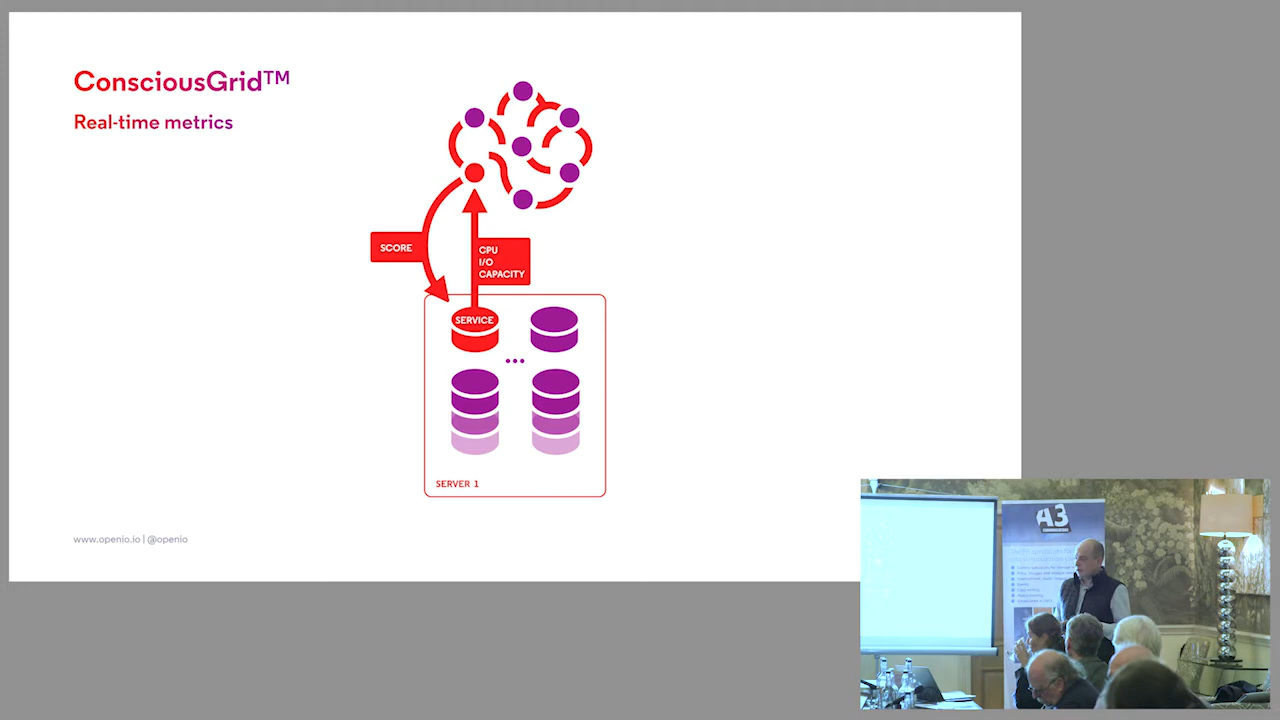 ConsciousGrid™
Real-time metrics
SCORE
CPU
I/O
CAPACITY
SERVICE
...
SERVER 1
www.openio.io | @openio
A3